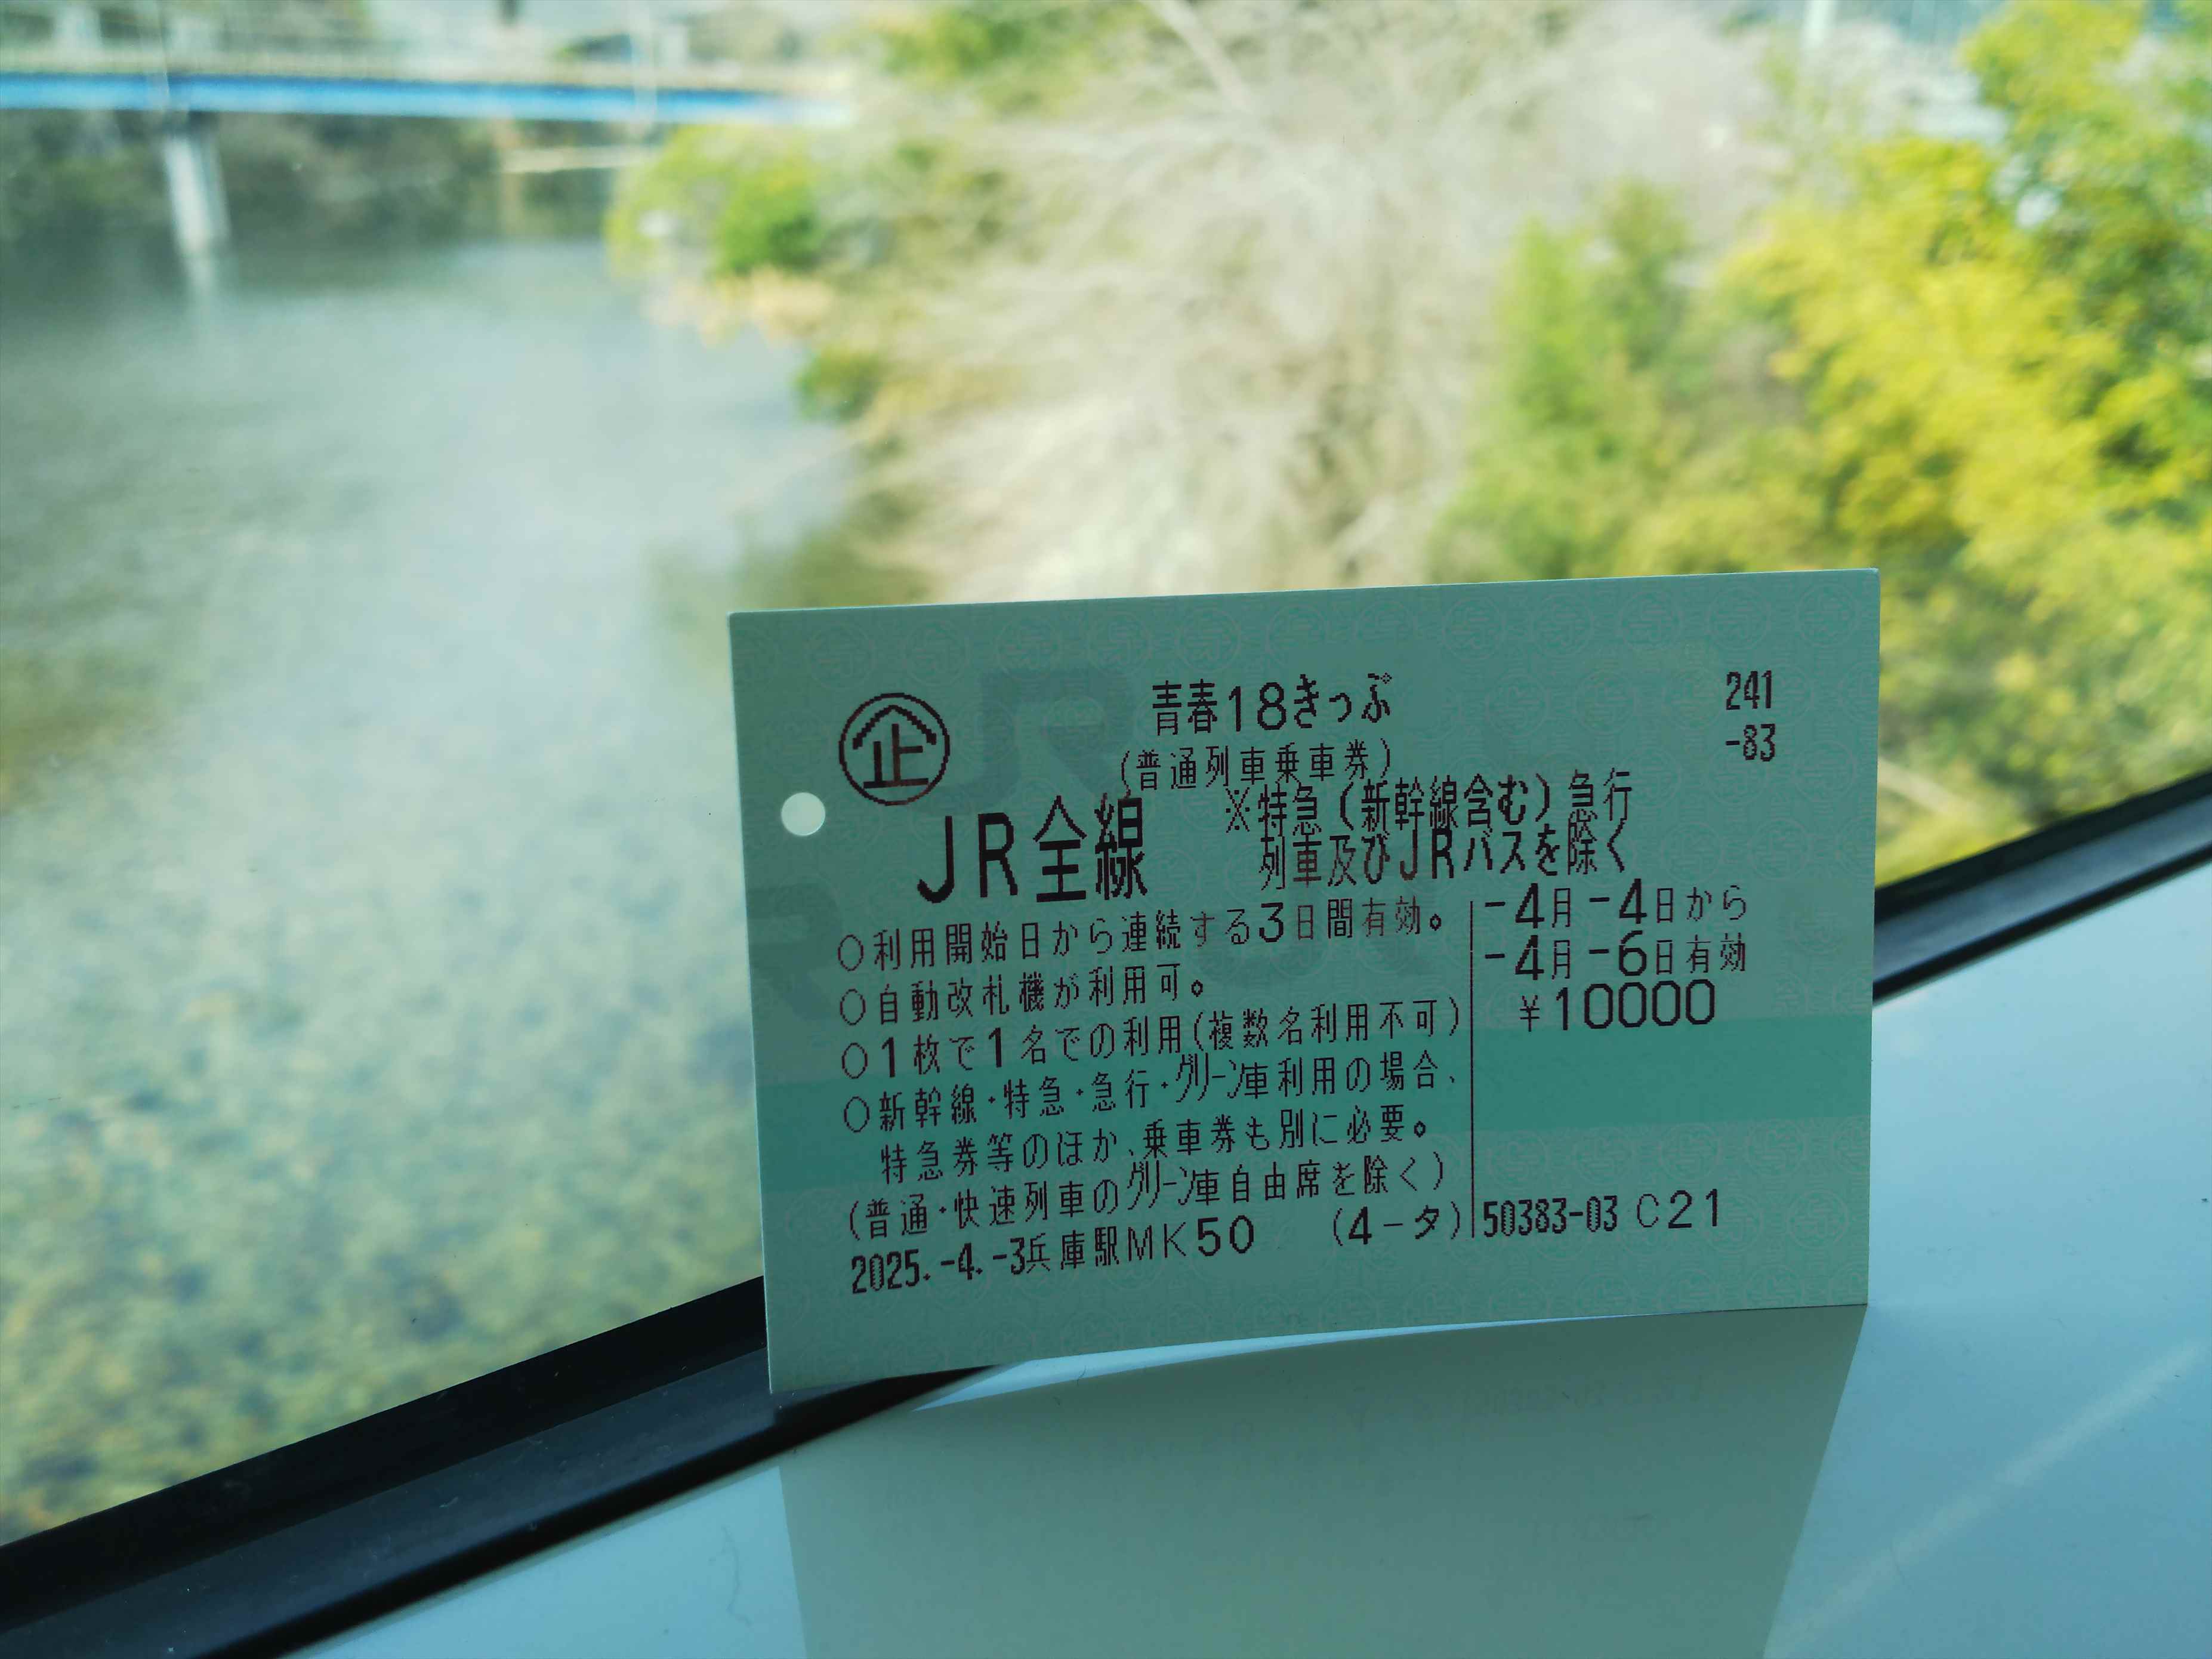 企
青春18きっぷ
241
-83
(普通列車乗車券)
JR全線
※特急(新幹線含む)急行
列車及びJRバスを除く
○利用開始日から連続する3日間有効。
-4月-4日から
○自動改札機が利用可。
-4月-6日有効
○1枚で1名での利用(複数名利用不可)
¥10000
○新幹線・特急・急行・グリーン車利用の場合、
特急券等のほか、乗車券も別に必要。
(普通・快速列車のグリーン車自由席を除く)
2025.-4.-3兵庫駅MK50 (4-タ) 50383-03 C21